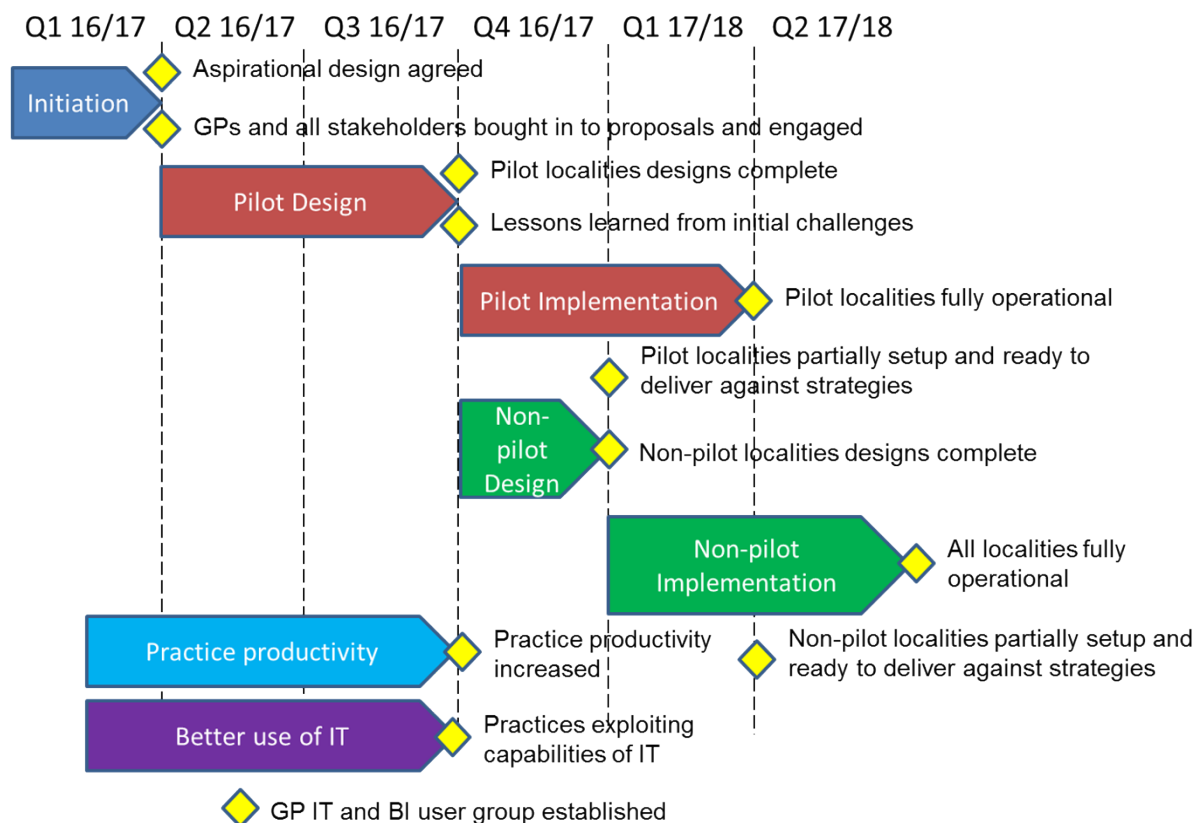 Q1 16/17 Q2 16/17 Q3 16/17 Q4 16/17 Q1 17/18 Q2 17/18
Aspirational design agreed
Initiation
GPs and all stakeholders bought in to proposals and engaged
Pilot localities designs complete
Pilot Design
Lessons learned from initial challenges
Pilot Implementation
Pilot localities fully operational
Pilot localities partially setup and ready to
deliver against strategies
Non-
pilot
Design
Non-pilot localities designs complete
Non-pilot
Implementation
All localities fully
operational
Practice productivity
Practice productivity
increased
Non-pilot localities partially setup and
ready to deliver against strategies
Better use of IT
Practices exploiting
capabilities of IT
GP IT and BI user group established